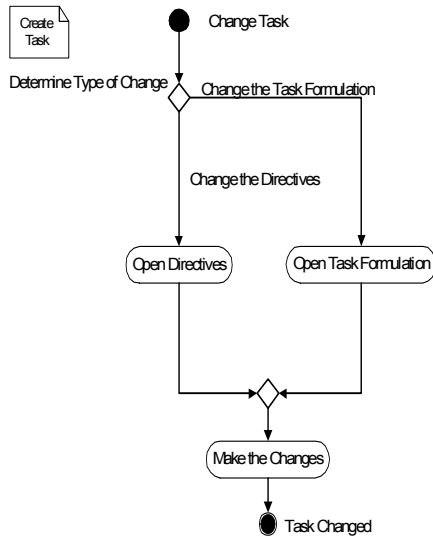 Create
Task
Change Task
Determine Type of Change
Change the Task Formulation
Change the Directives
Open Directives
Open Task Formulation
Make the Changes
Task Changed